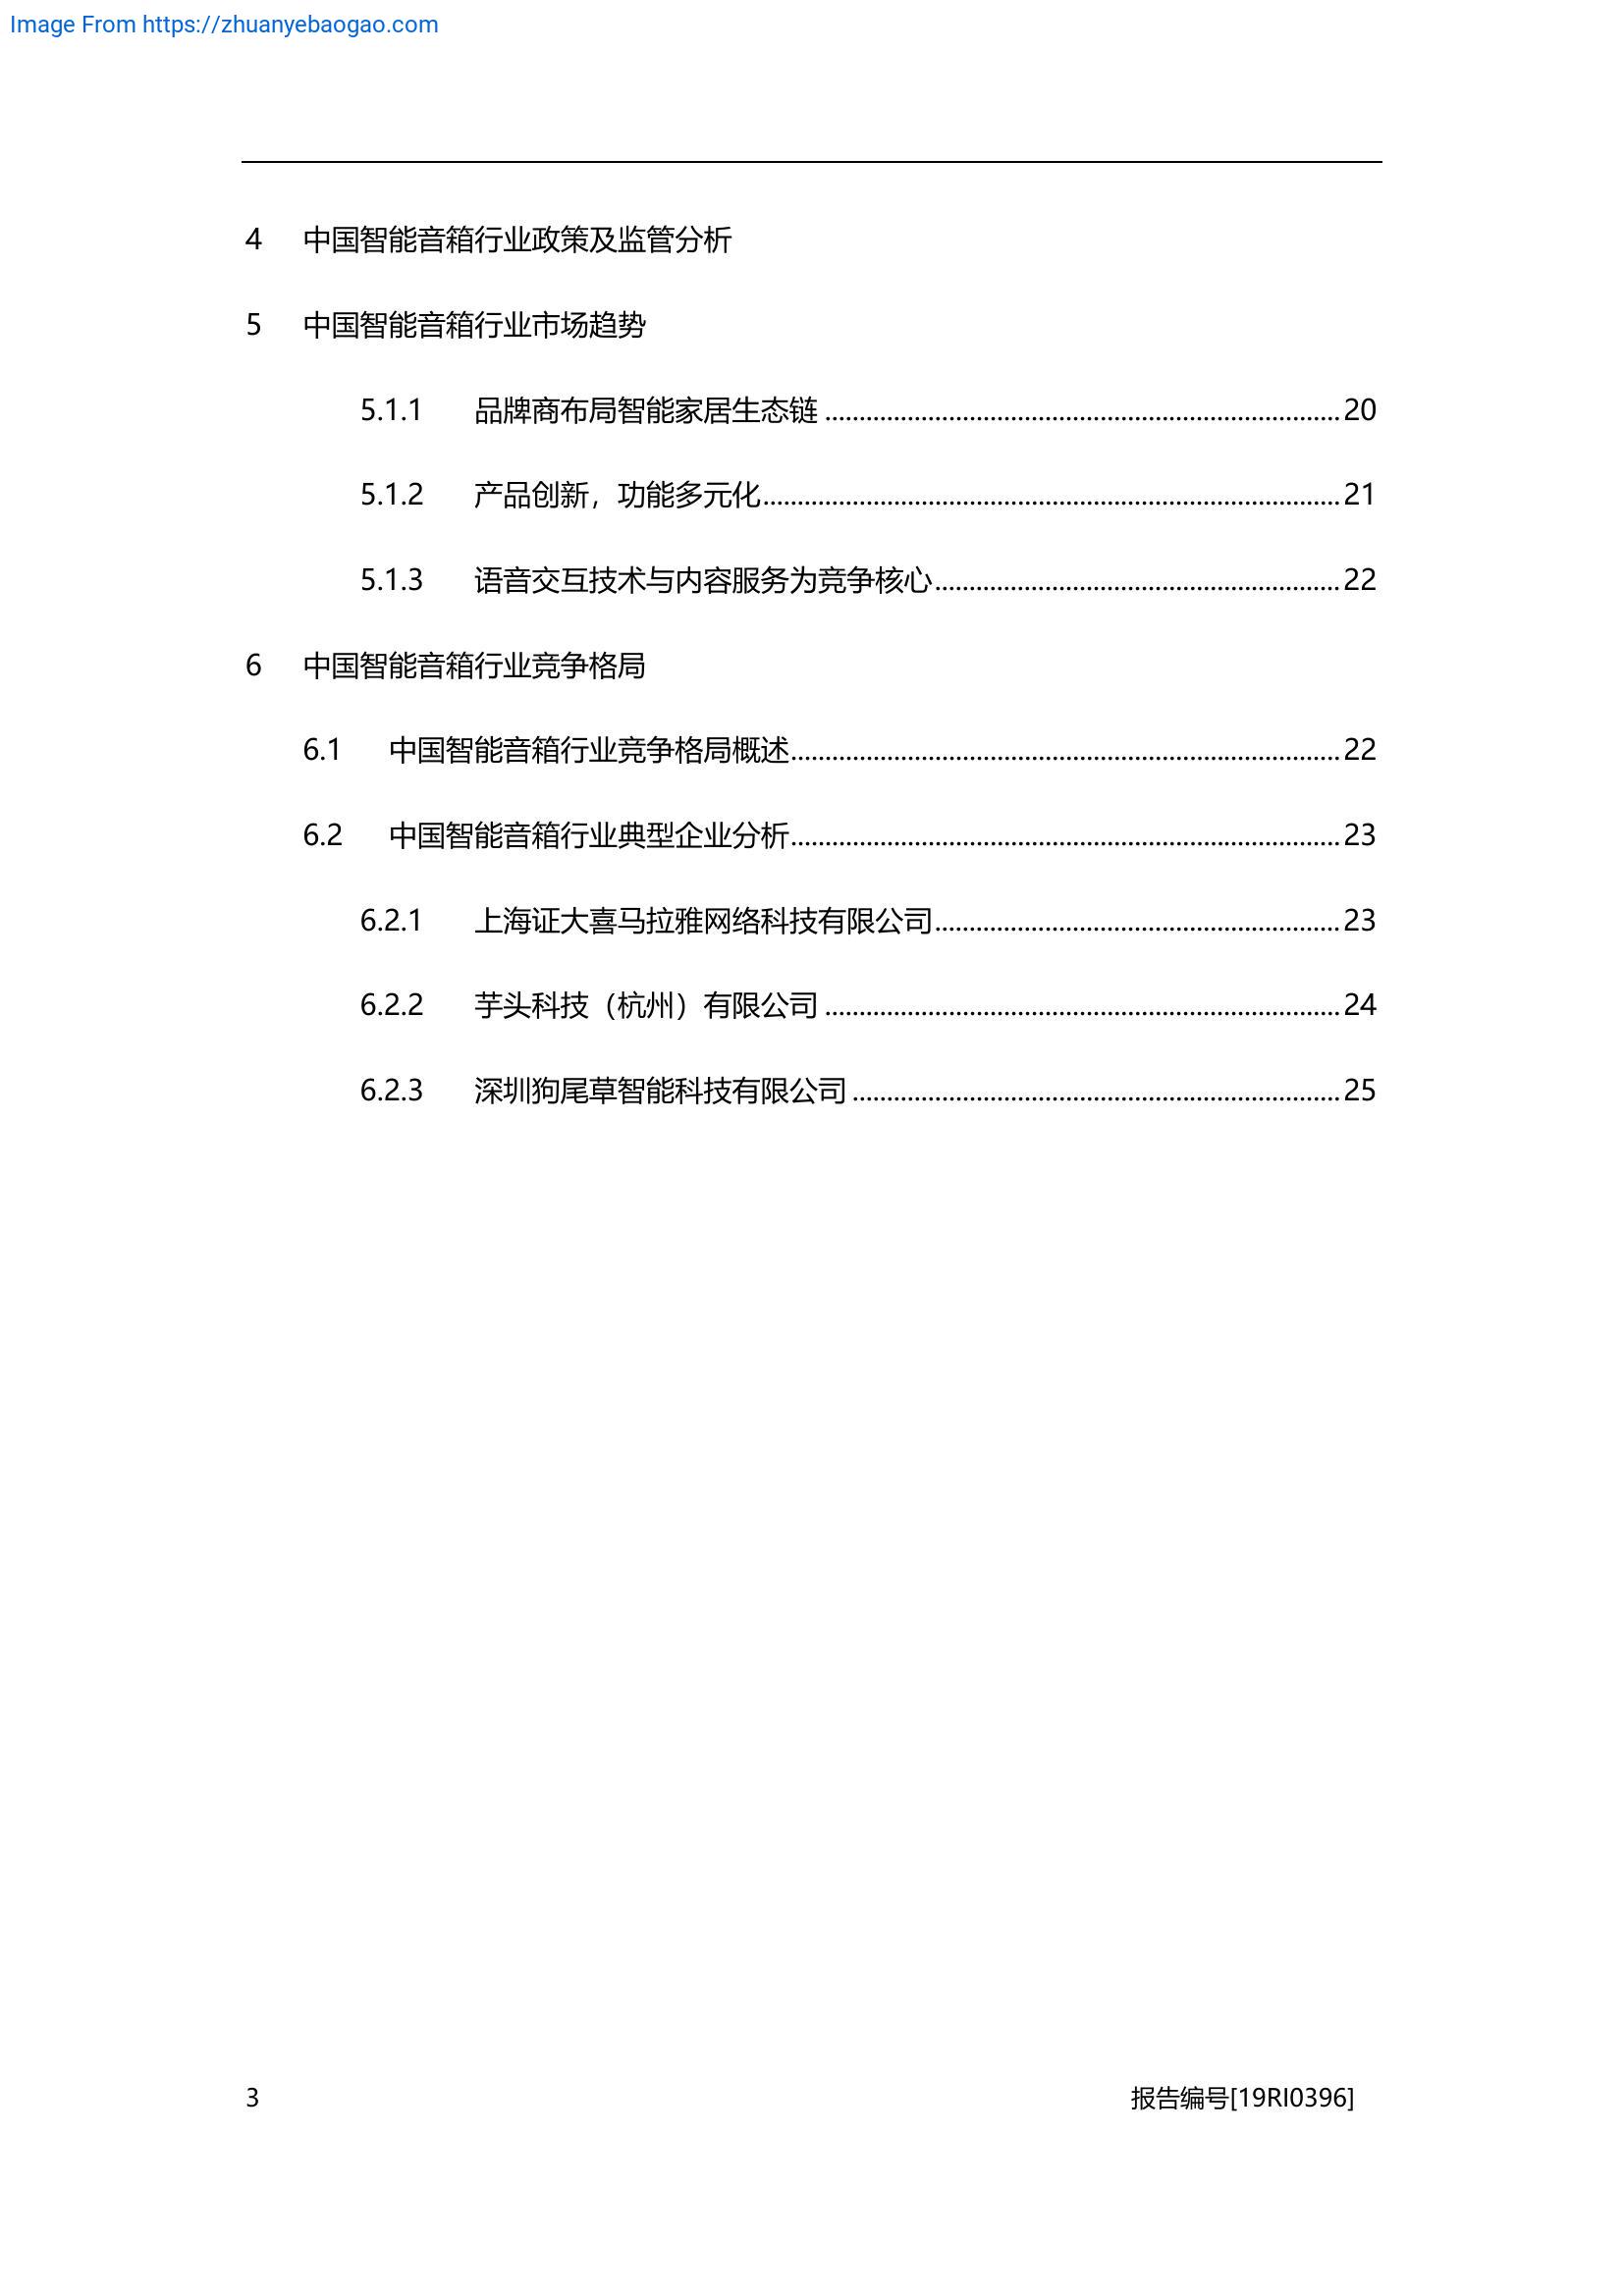 Image From https://zhuanyebaogao.com
4 中国智能音箱行业政策及监管分析
5 中国智能音箱行业市场趋势
5.1.1 品牌商布局智能家居生态链 ........................................................................... 20
5.1.2 产品创新，功能多元化.................................................................................... 21
5.1.3 语音交互技术与内容服务为竞争核心........................................................... 22
6 中国智能音箱行业竞争格局
6.1 中国智能音箱行业竞争格局概述................................................................................ 22
6.2 中国智能音箱行业典型企业分析................................................................................ 23
6.2.1 上海证大喜马拉雅网络科技有限公司........................................................... 23
6.2.2 芋头科技（杭州）有限公司 ........................................................................... 24
6.2.3 深圳狗尾草智能科技有限公司 ....................................................................... 25
3 报告编号[19RI0396]